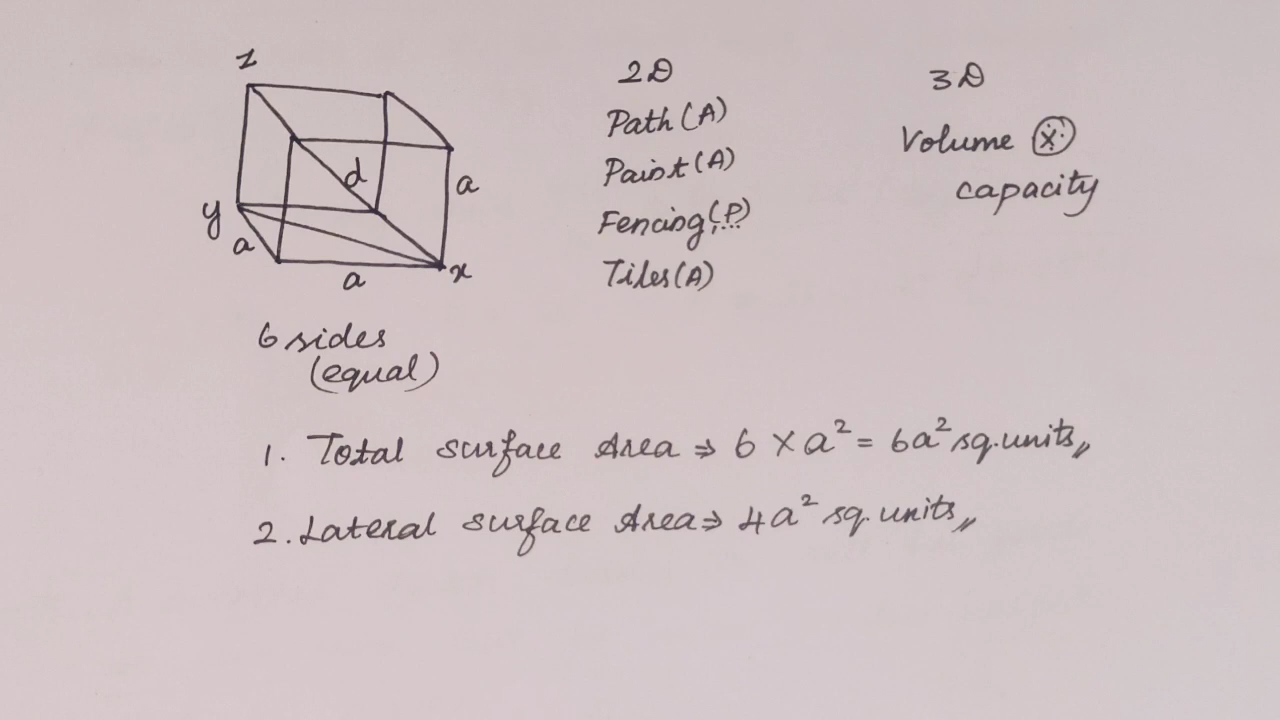 z
y
a
a
d
a
x
6 sides
(equal)
2D
Path (A)
Paint (A)
Fencing (P)
Tiles (A)
3D
Volume (x)
capacity
1. Total surface Area ⇒ 6 × a² = 6a² sq.units,,
2. Lateral surface Area ⇒ 4a² sq. units,,